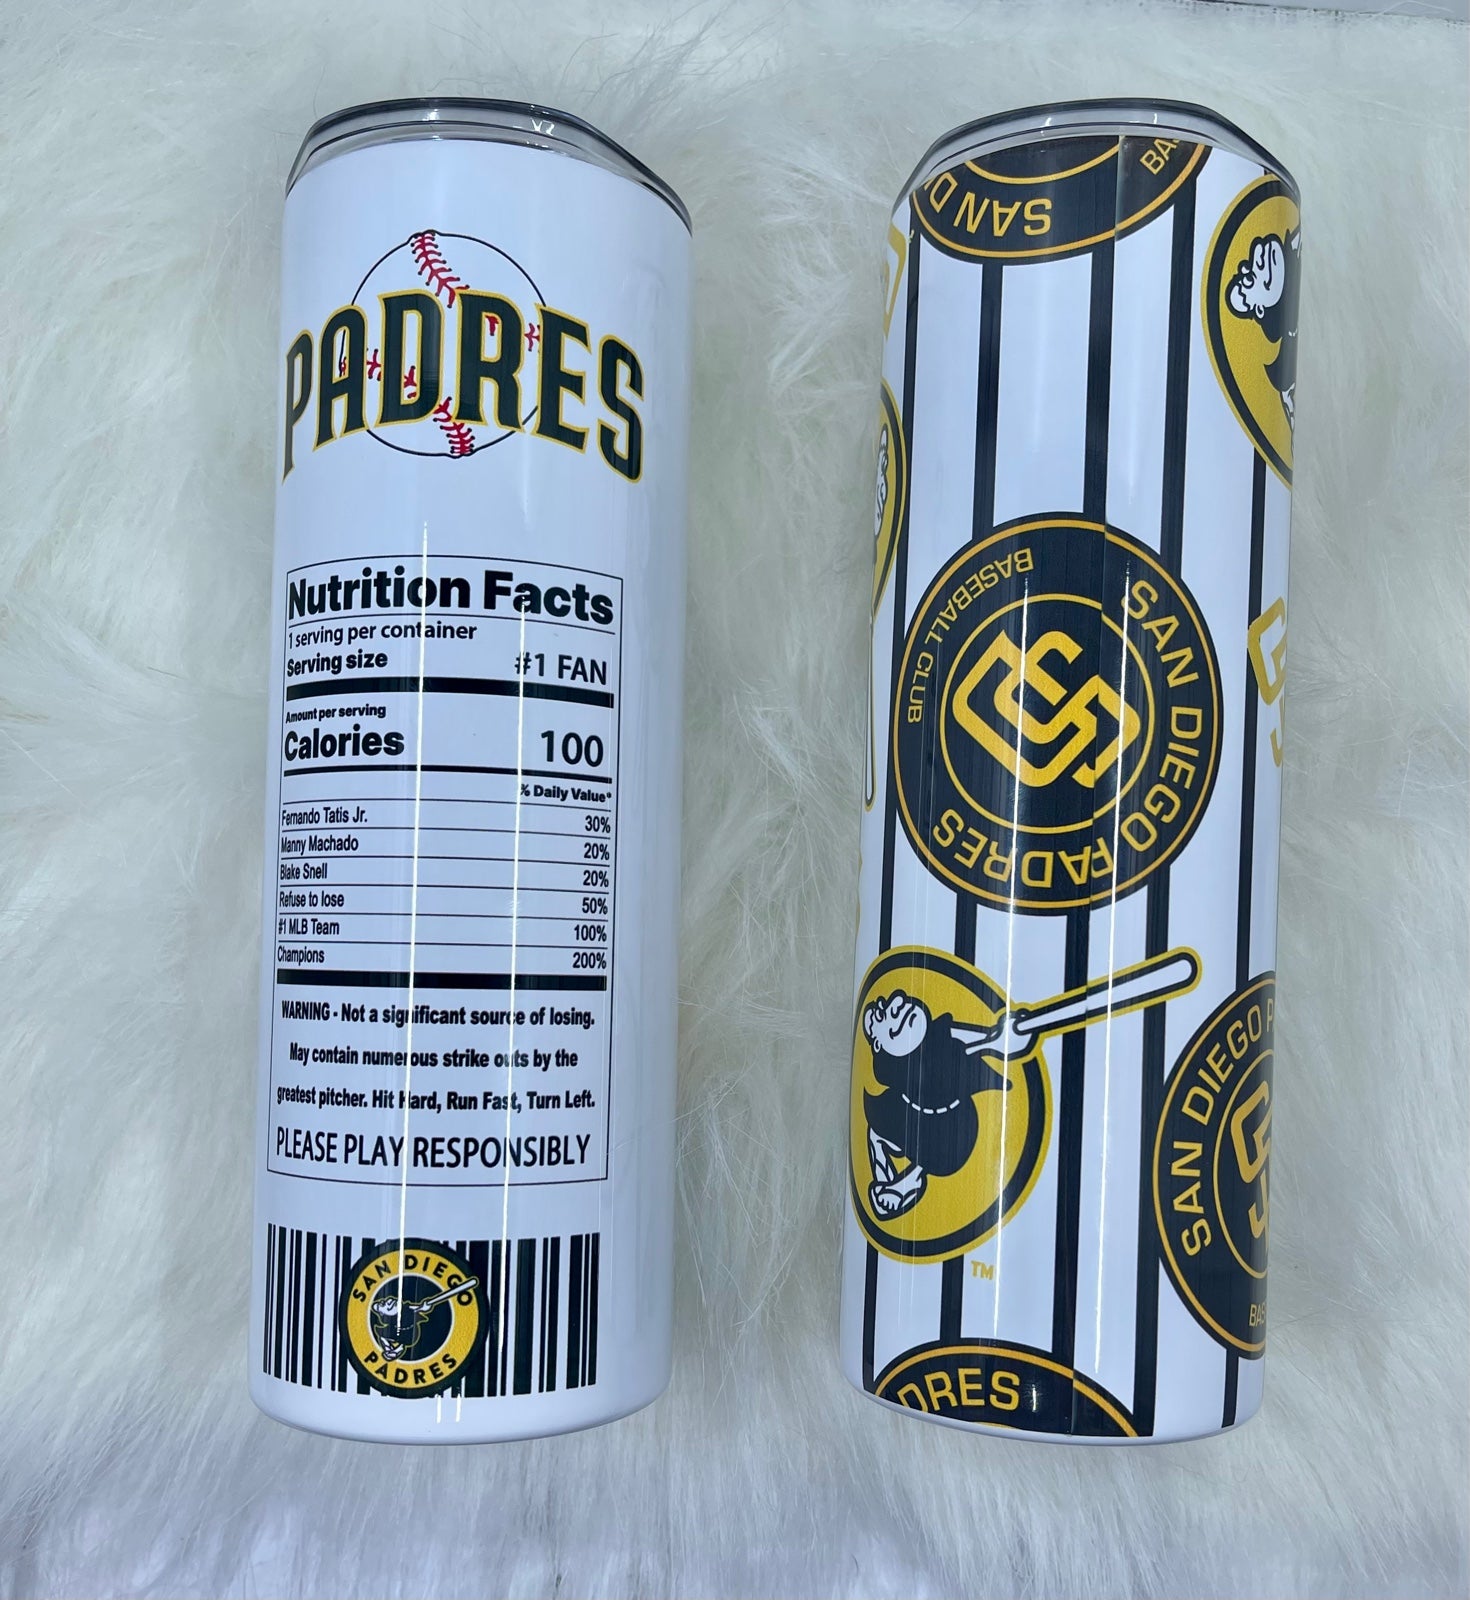 PADRES
Nutrition Facts
1 serving per container
Serving size #1 FAN
Amount per serving
Calories 100
% Daily Value*
Fernando Tatis Jr. 30%
Manny Machado 20%
Blake Snell 20%
Refuse to lose 50%
#1 MLB Team 100%
Champions 200%
WARNING - Not a significant source of losing.
May contain numerous strike outs by the
greatest pitcher. Hit Hard, Run Fast, Turn Left.
PLEASE PLAY RESPONSIBLY
SAN DIEGO
PADRES
SAN
SAN DIEGO PADRES
BASEBALL CLUB
SD
TM
SAN DIEGO
SD